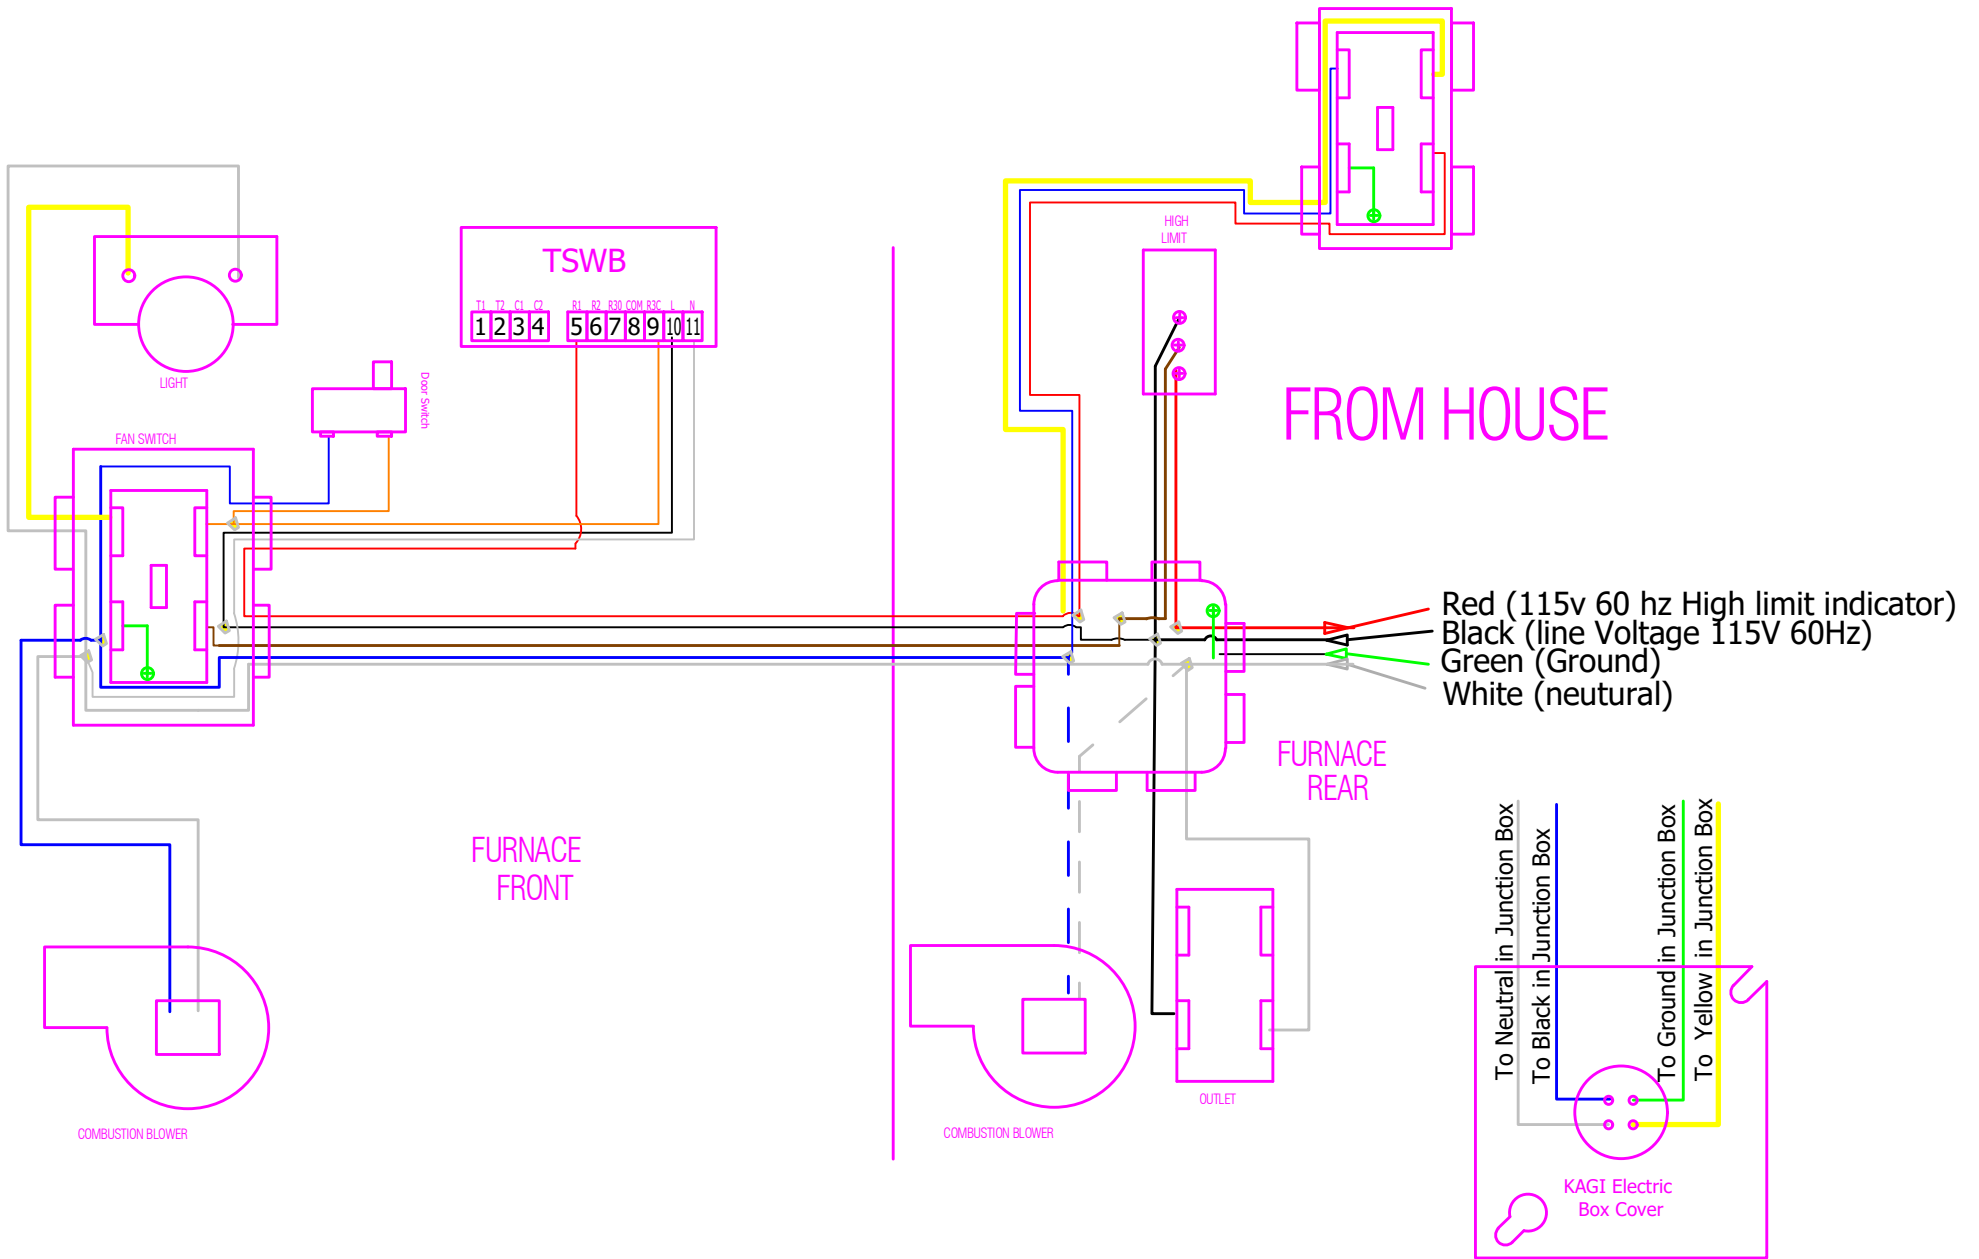 HIGH
LIMIT
TSWB
T1 T2 C1 C2 R1 R2 R30 COM R3C L N
1 2 3 4 5 6 7 8 9 10 11
LIGHT
Door Switch
FAN SWITCH
FROM HOUSE
Red (115v 60 hz High limit indicator)
Black (line Voltage 115V 60Hz)
Green (Ground)
White (neutural)
FURNACE
REAR
FURNACE
FRONT
To Neutral in Junction Box
To Black in Junction Box
To Ground in Junction Box
To Yellow in Junction Box
OUTLET
COMBUSTION BLOWER
COMBUSTION BLOWER
KAGI Electric
Box Cover